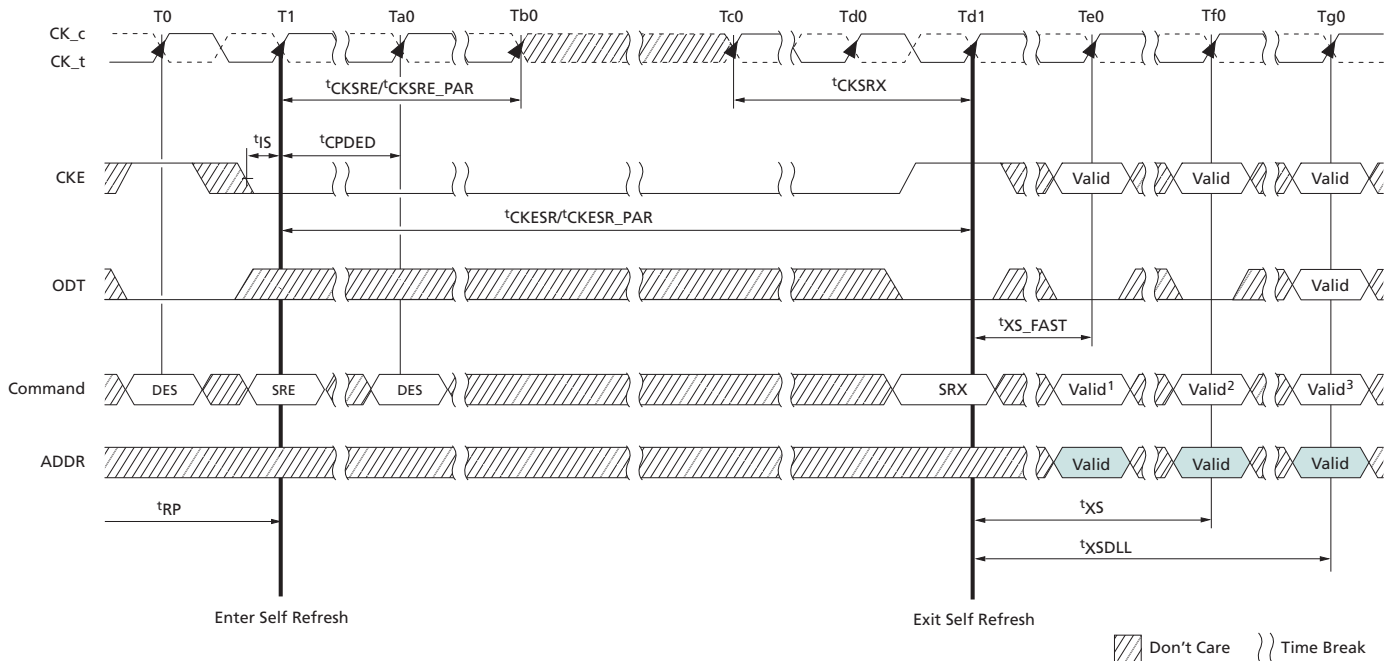 T0 T1 Ta0 Tb0 Tc0 Td0 Td1 Te0 Tf0 Tg0
CK_c
CK_t
tCKSRE/tCKSRE_PAR tCKSRX
tIS tCPDED
CKE Valid Valid Valid
tCKESR/tCKESR_PAR
ODT Valid
tXS_FAST
Command DES SRE DES SRX Valid1 Valid2 Valid3
ADDR Valid Valid Valid
tRP tXS
tXSDLL
Enter Self Refresh Exit Self Refresh
Don't Care Time Break